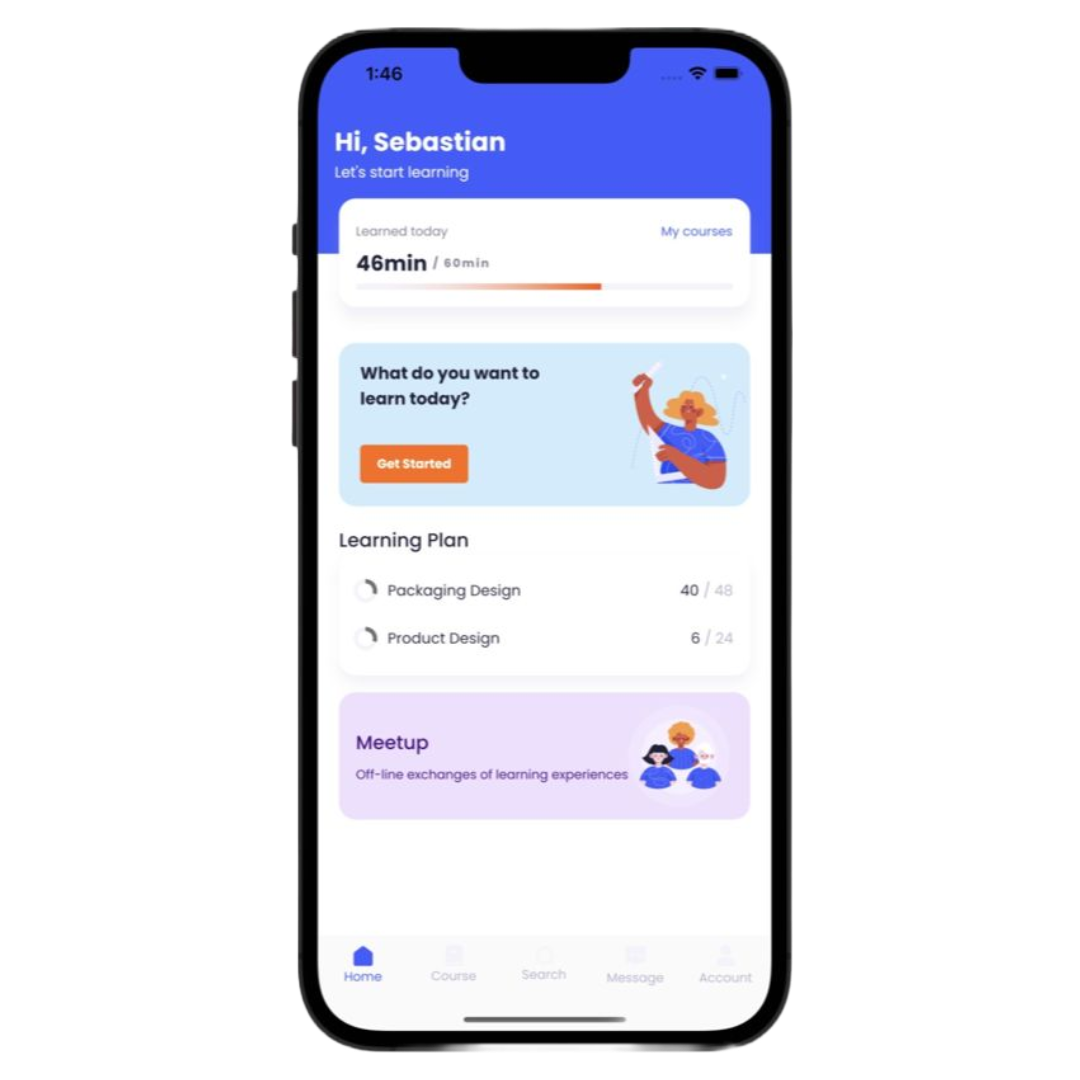 1:46
Hi, Sebastian
Let's start learning
Learned today My courses
46min / 60min
What do you want to
learn today?
Get Started
Learning Plan
Packaging Design 40 / 48
Product Design 6 / 24
Meetup
Off-line exchanges of learning experiences
Home Course Search Message Account